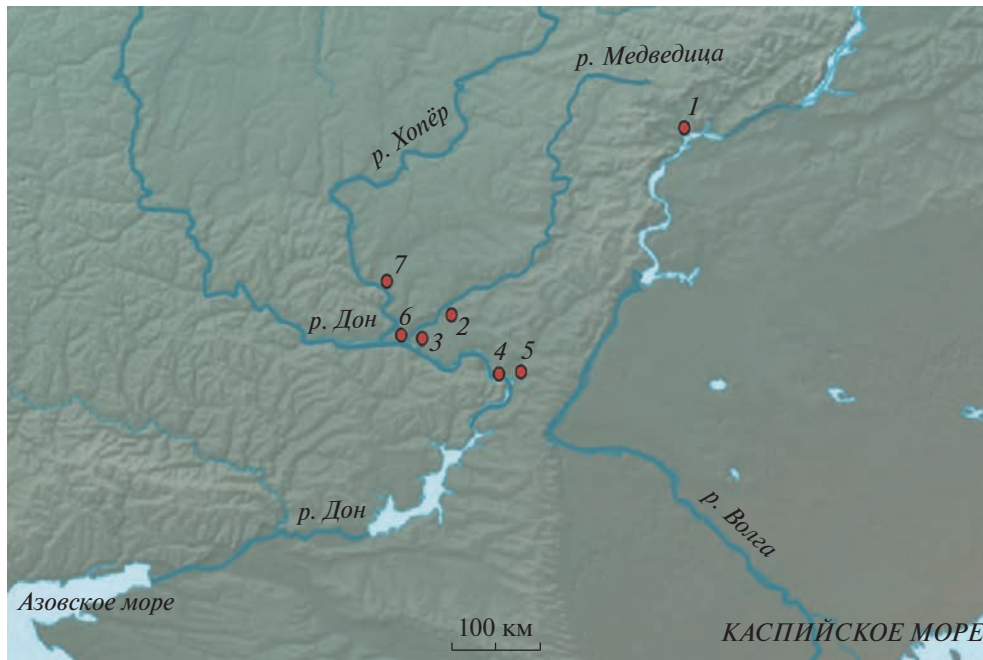 р. Медведица
1
р. Хопёр
7
р. Дон
6
3
2
4
5
р. Дон
р. Волга
Азовское море
100 км
КАСПИЙСКОЕ МОРЕ